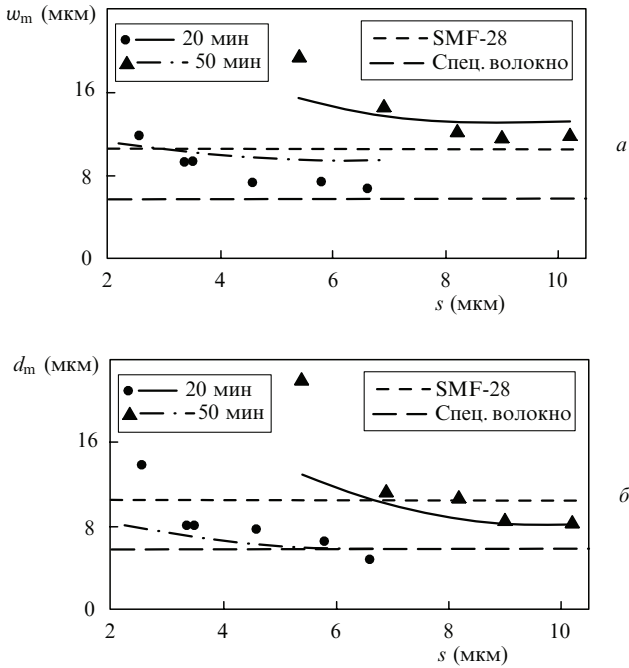 w_m (мкм)
20 мин
50 мин
SMF-28
Спец. волокно
16
8
0
2 4 6 8 10
s (мкм)
а
d_m (мкм)
20 мин
50 мин
SMF-28
Спец. волокно
16
8
0
2 4 6 8 10
s (мкм)
б